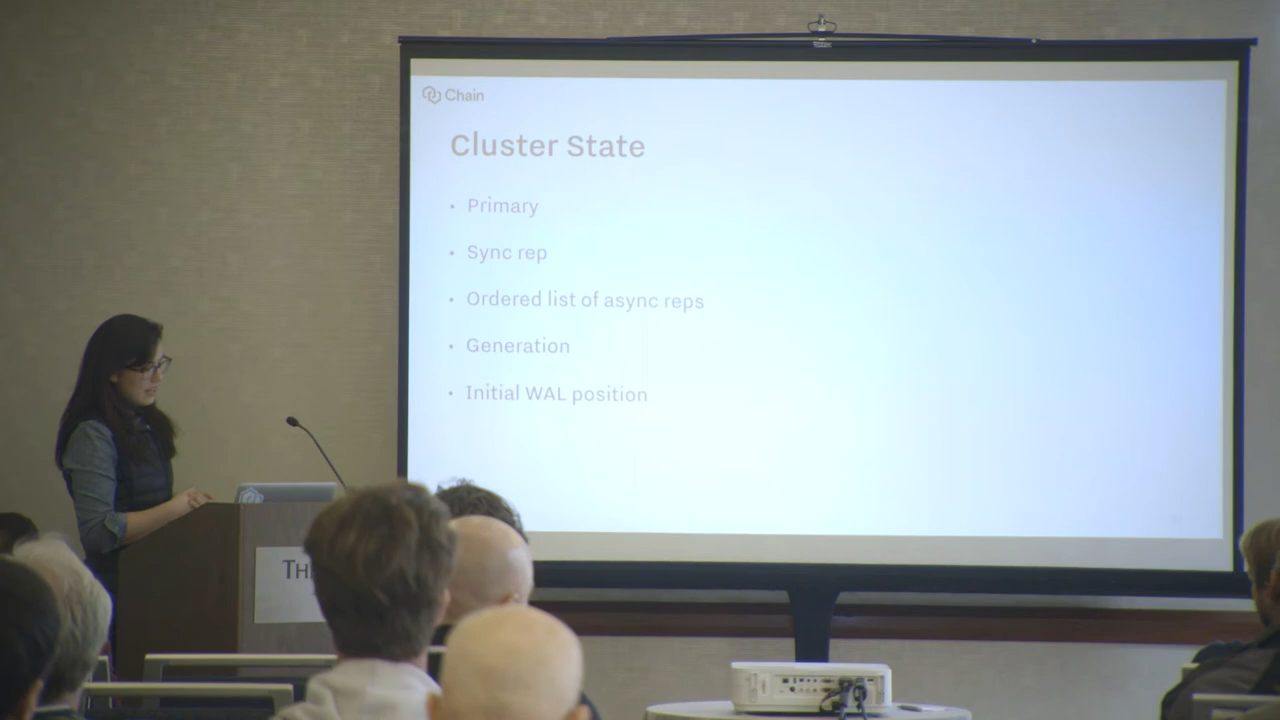 Chain
Cluster State
• Primary
• Sync rep
• Ordered list of async reps
• Generation
• Initial WAL position